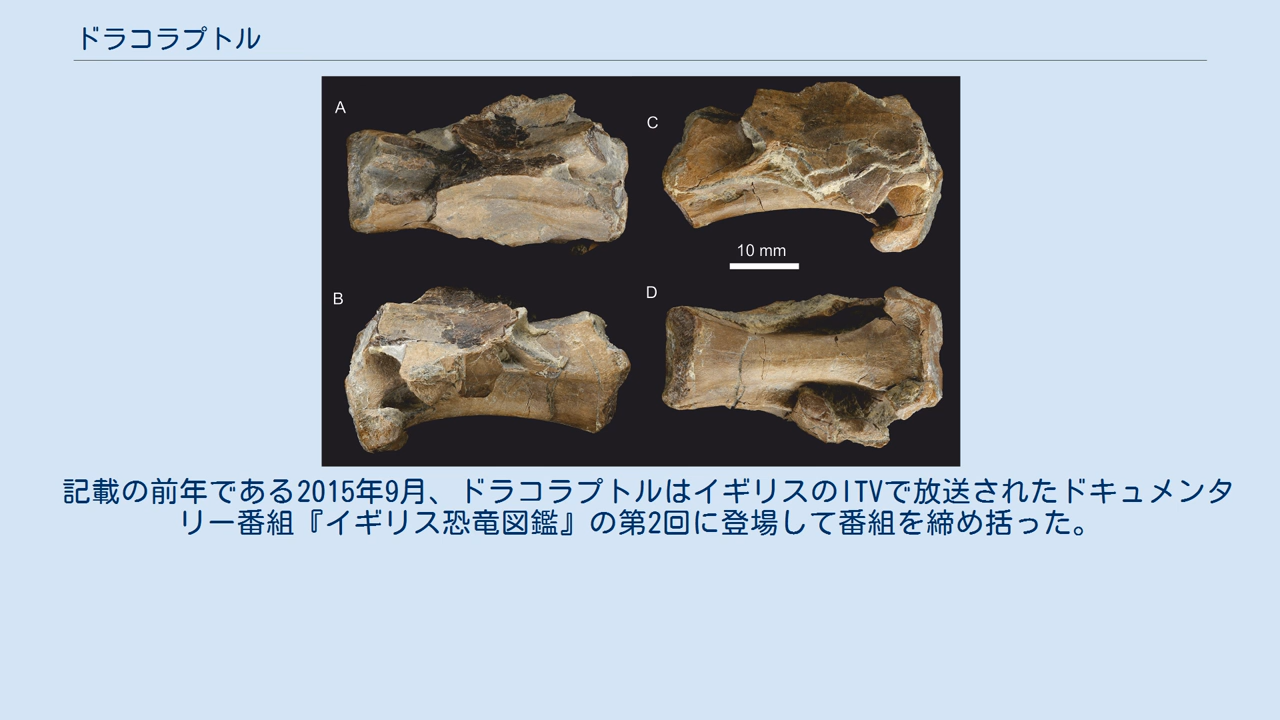 ドラコラプトル
A
C
10 mm
B
D
記載の前年である2015年9月、ドラコラプトルはイギリスのITVで放送されたドキュメンタ
リー番組『イギリス恐竜図鑑』の第2回に登場して番組を締め括った。